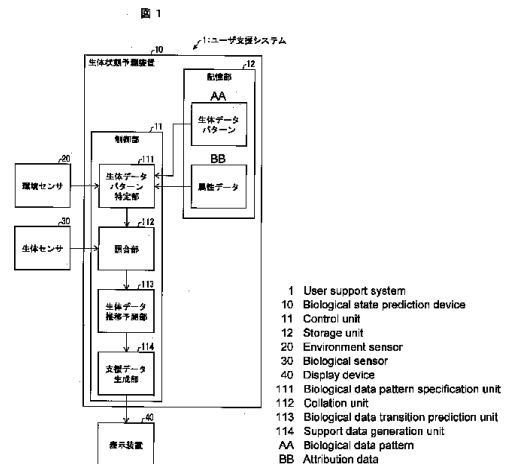 図 1
1:ユーザ支援システム
10
生体状態予測装置
12
記憶部
AA
生体データ
パターン
BB
属性データ
11
制御部
111
生体データ
パターン
特定部
20
環境センサ
112
照合部
30
生体センサ
113
生体データ
推移予測部
114
支援データ
生成部
40
表示装置
1 User support system
10 Biological state prediction device
11 Control unit
12 Storage unit
20 Environment sensor
30 Biological sensor
40 Display device
111 Biological data pattern specification unit
112 Collation unit
113 Biological data transition prediction unit
114 Support data generation unit
AA Biological data pattern
BB Attribution data